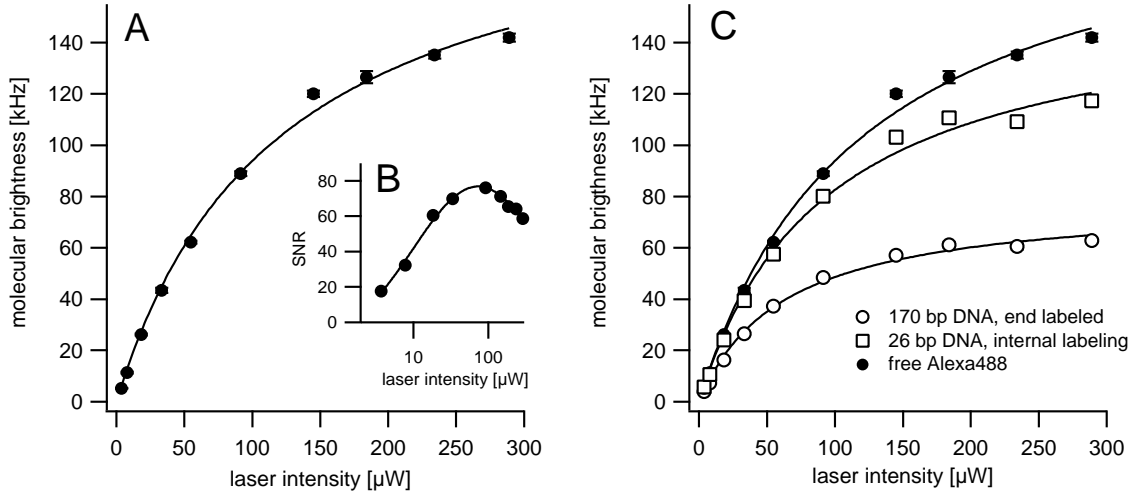 A
molecular brightness [kHz]
140
120
100
80
60
40
20
0
0 50 100 150 200 250 300
laser intensity [µW]
B
SNR
80
60
40
20
0
10 100
laser intensity [µW]
C
molecular brigthness [kHz]
140
120
100
80
60
40
20
0
0 50 100 150 200 250 300
laser intensity [µW]
170 bp DNA, end labeled
26 bp DNA, internal labeling
free Alexa488